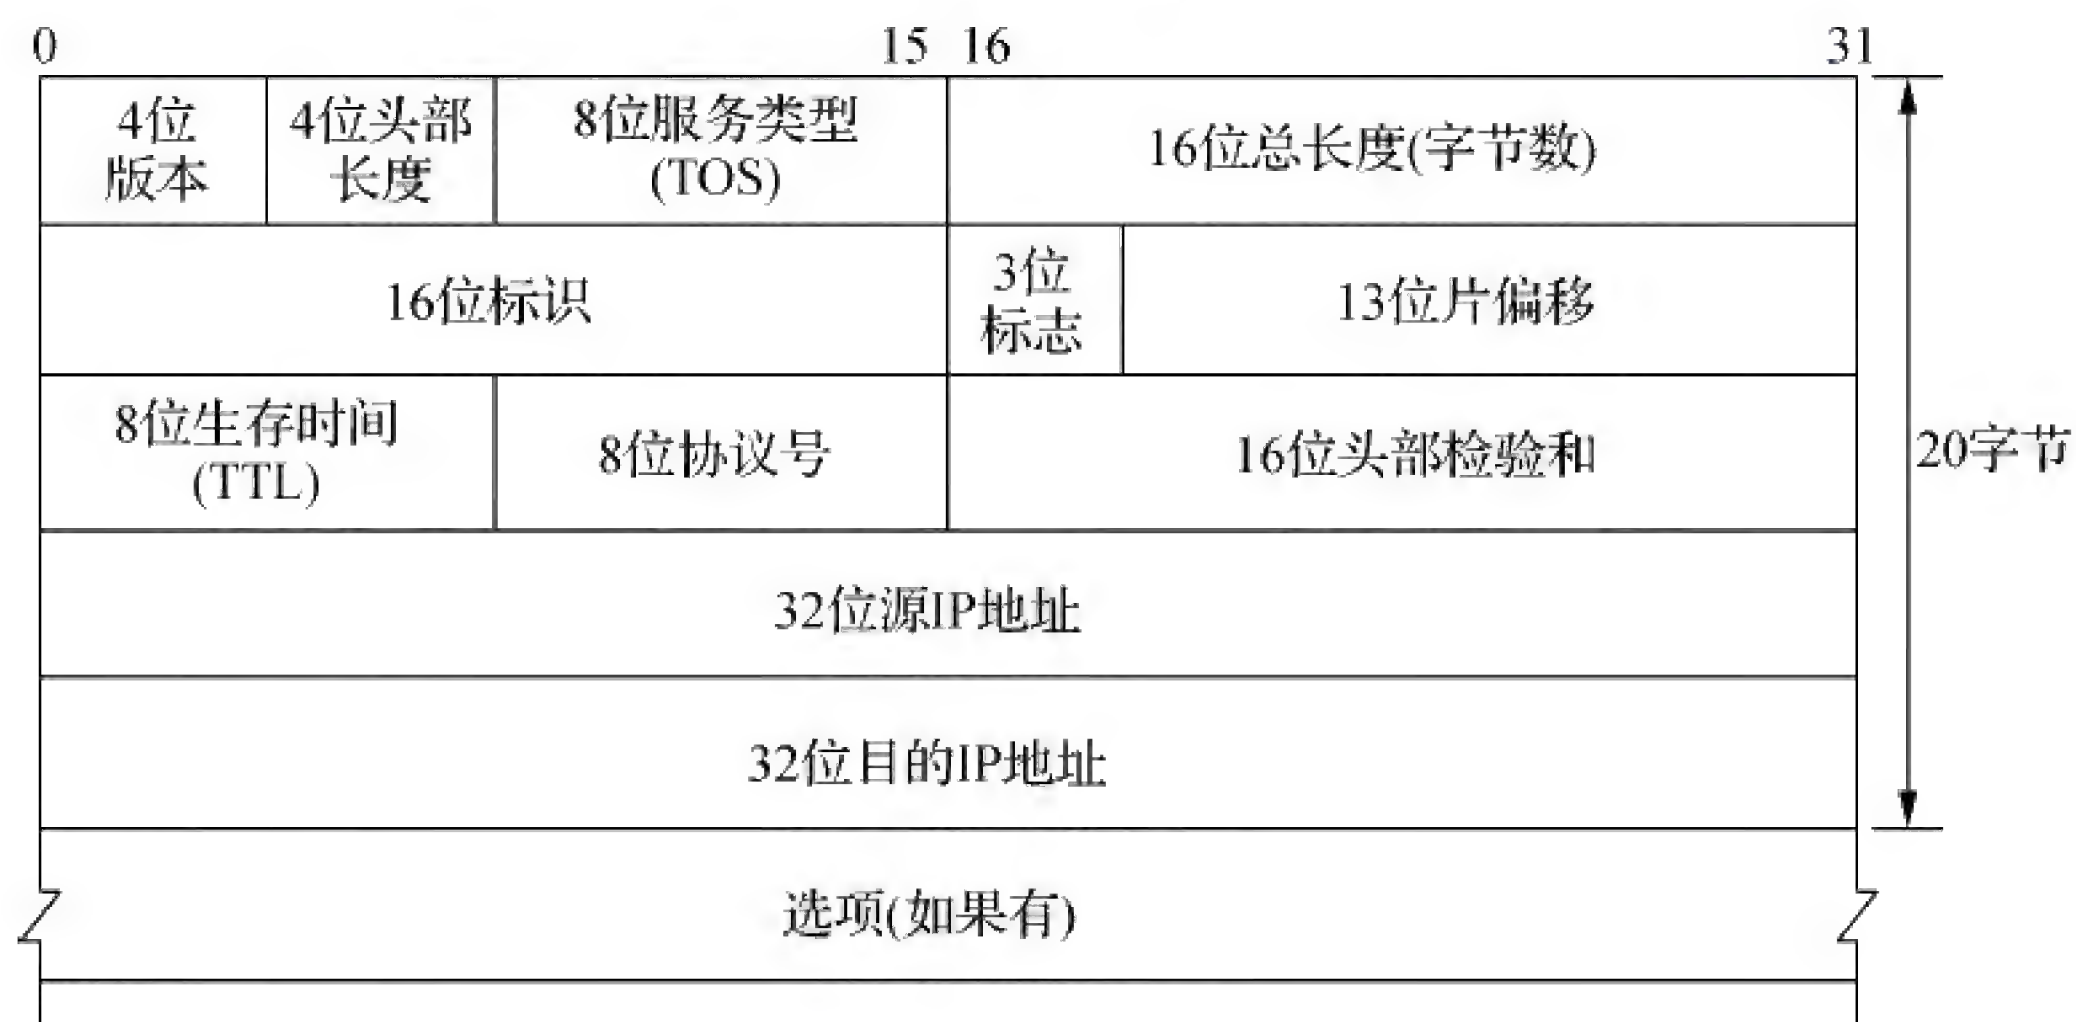 0 15 16 31
4位版本 4位头部长度 8位服务类型(TOS) 16位总长度(字节数)
16位标识 3位标志 13位片偏移
8位生存时间(TTL) 8位协议号 16位头部检验和
20字节
32位源IP地址
32位目的IP地址
选项(如果有)